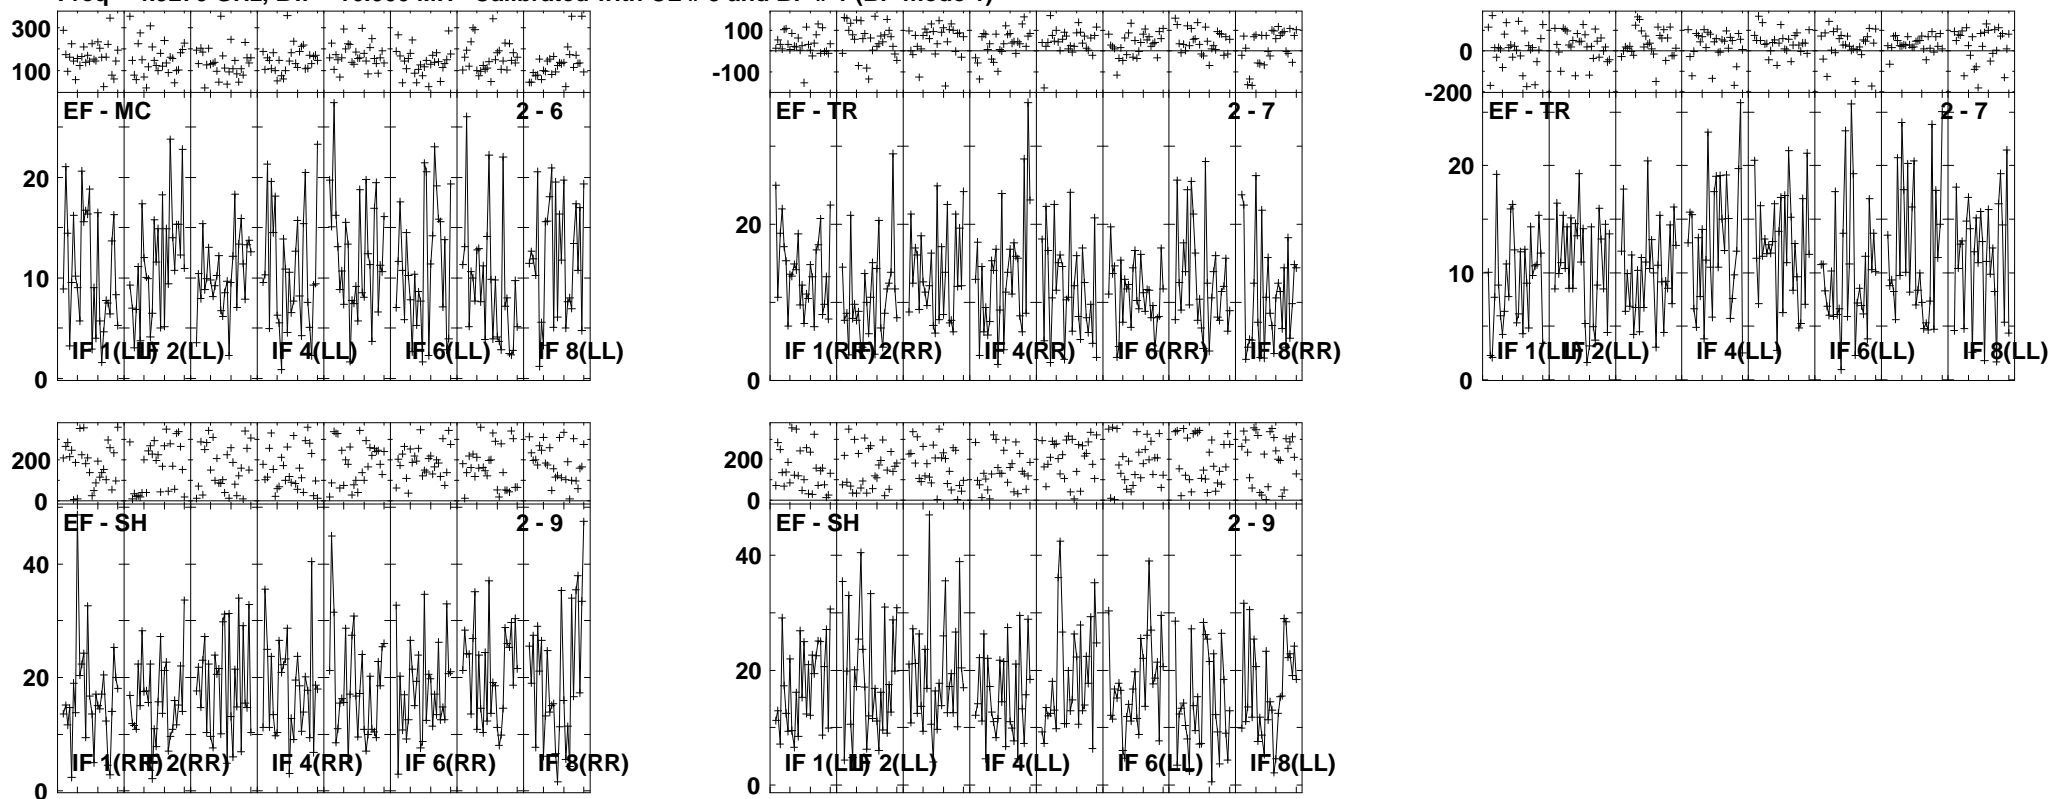 300
100
EF - MC 2 - 6
20
10
0
IF 1(LL) IF 2(LL) IF 4(LL) IF 6(LL) IF 8(LL)
100
-100
EF - TR 2 - 7
20
0
IF 1(RR) IF 2(RR) IF 4(RR) IF 6(RR) IF 8(RR)
0
-200
EF - TR 2 - 7
20
10
0
IF 1(LL) IF 2(LL) IF 4(LL) IF 6(LL) IF 8(LL)
200
0
EF - SH 2 - 9
40
20
0
IF 1(RR) IF 2(RR) IF 4(RR) IF 6(RR) IF 8(RR)
200
0
EF - SH 2 - 9
40
20
0
IF 1(LL) IF 2(LL) IF 4(LL) IF 6(LL) IF 8(LL)